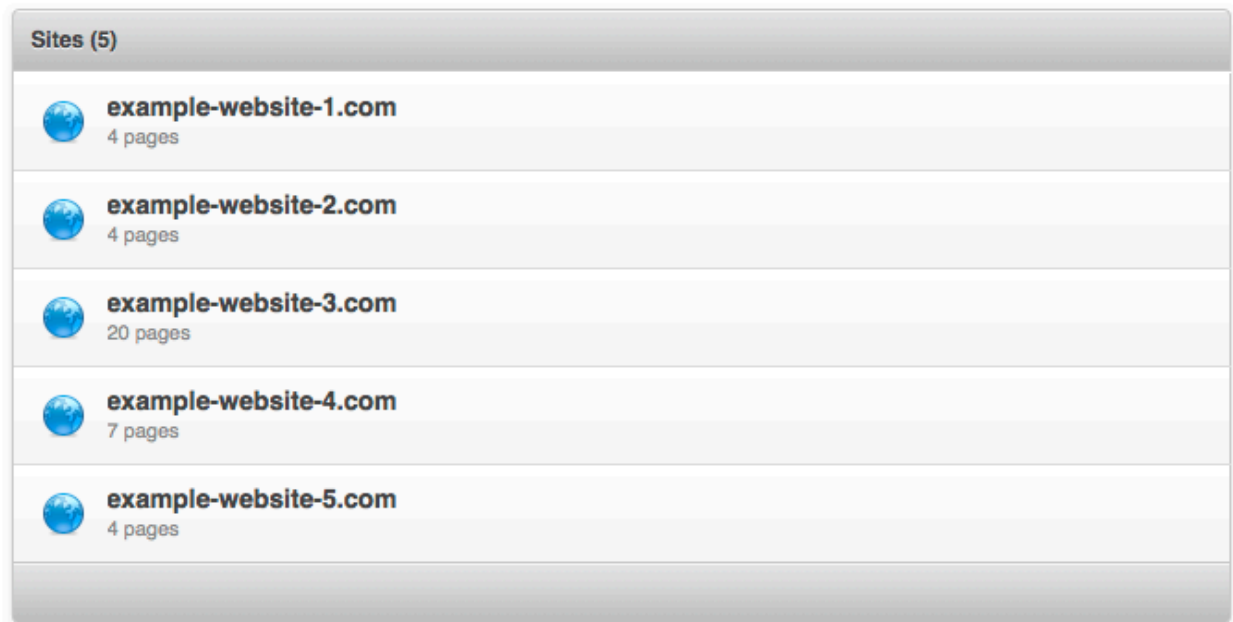 Sites (5)
example-website-1.com
4 pages
example-website-2.com
4 pages
example-website-3.com
20 pages
example-website-4.com
7 pages
example-website-5.com
4 pages